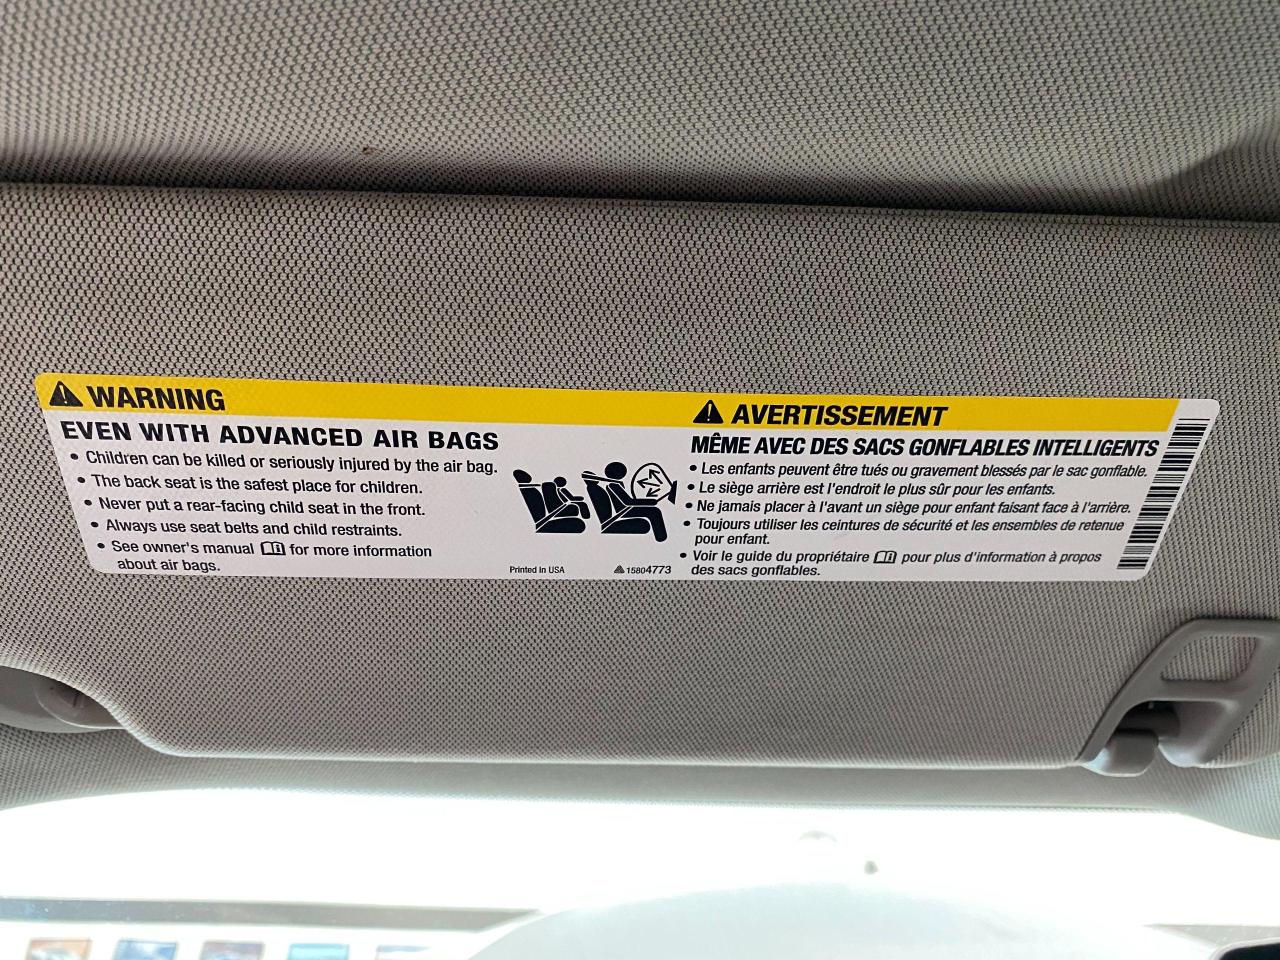 WARNING
EVEN WITH ADVANCED AIR BAGS
• Children can be killed or seriously injured by the air bag.
• The back seat is the safest place for children.
• Never put a rear-facing child seat in the front.
• Always use seat belts and child restraints.
• See owner's manual for more information
about air bags.
Printed in USA
15804773
AVERTISSEMENT
MÊME AVEC DES SACS GONFLABLES INTELLIGENTS
• Les enfants peuvent être tués ou gravement blessés par le sac gonflable.
• Le siège arrière est l'endroit le plus sûr pour les enfants.
• Ne jamais placer à l'avant un siège pour enfant faisant face à l'arrière.
• Toujours utiliser les ceintures de sécurité et les ensembles de retenue
pour enfant.
• Voir le guide du propriétaire pour plus d'information à propos
des sacs gonflables.